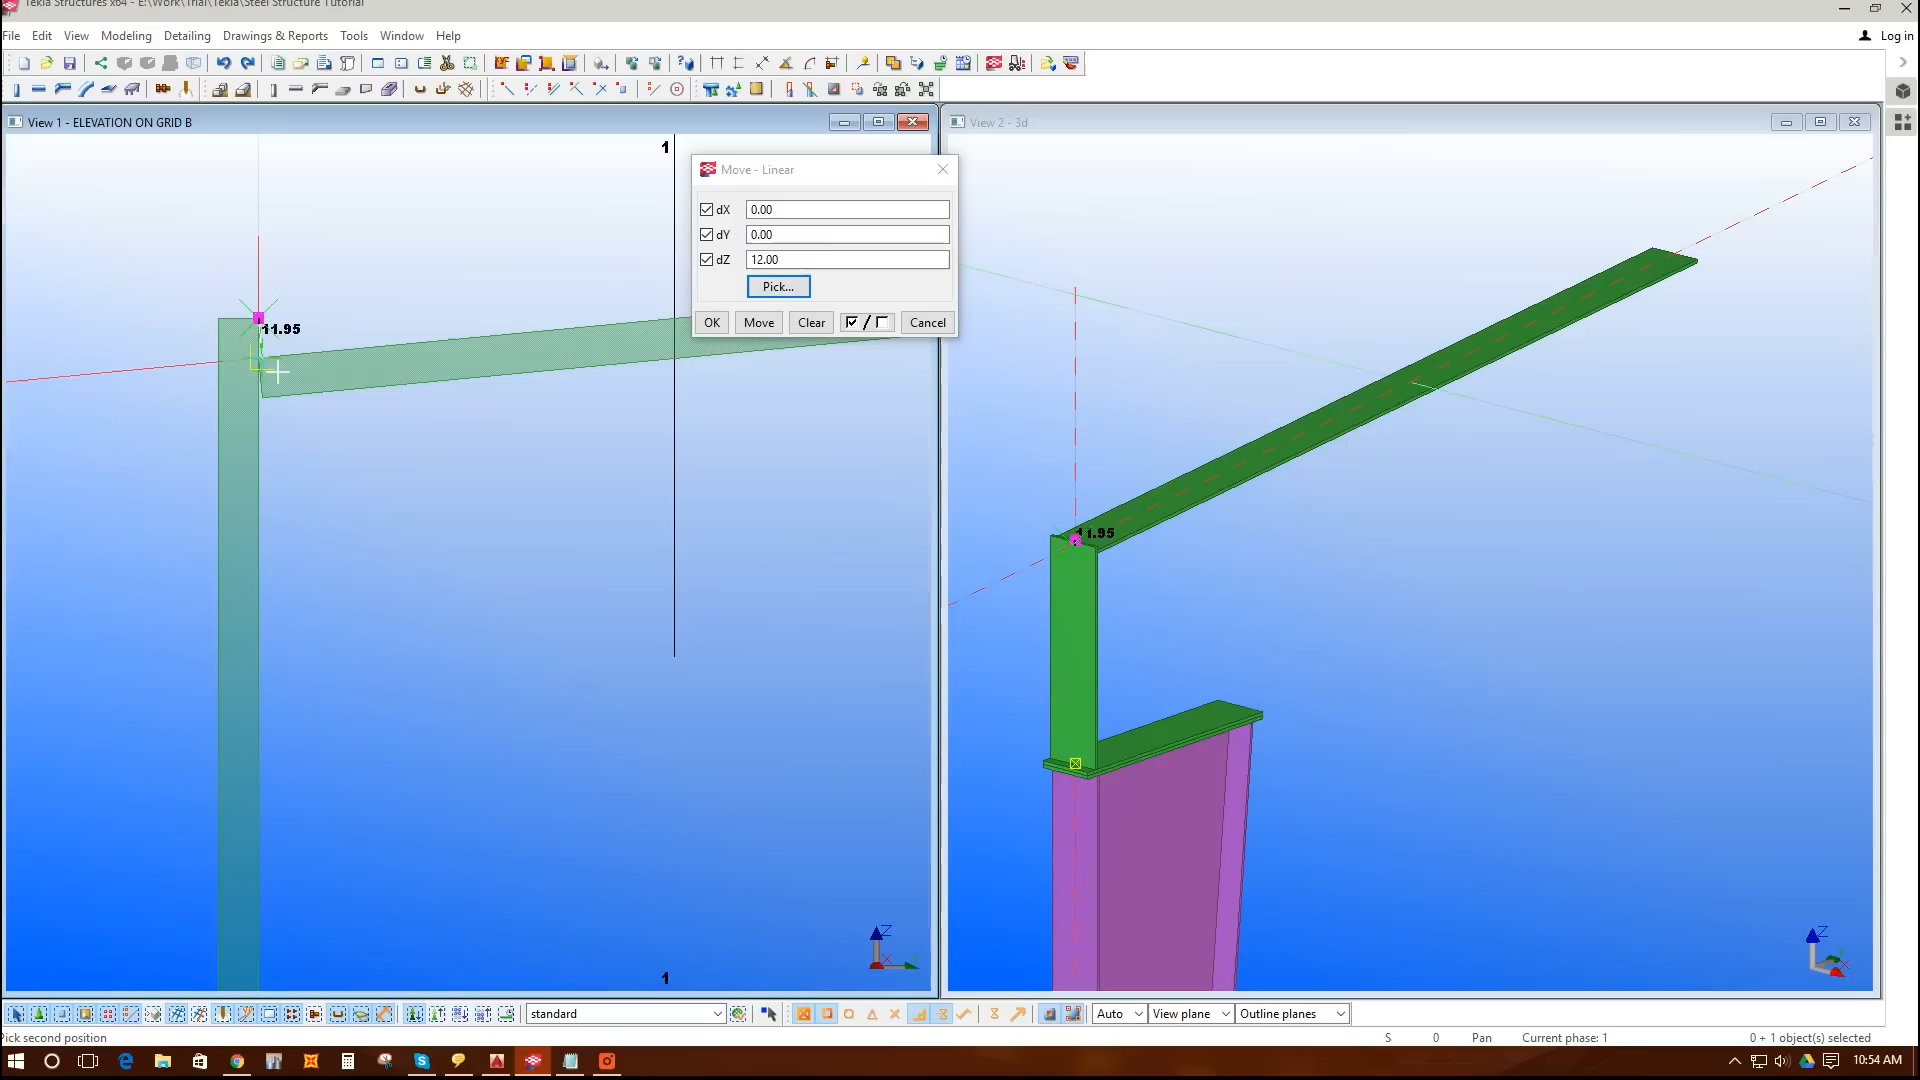 Tekla Structures x64 - E:\Work\Trial\Tekla\Steel Structure Tutorial
File Edit View Modeling Detailing Drawings & Reports Tools Window Help
Log in
View 1 - ELEVATION ON GRID B
View 2 - 3d
1
Move - Linear
dX 0.00
dY 0.00
dZ 12.00
Pick...
OK Move Clear / Cancel
11.95
11.95
Z
X
Y
Z
X
1
standard
Auto View plane Outline planes
Pick second position
S 0 Pan Current phase: 1 0 + 1 object(s) selected
10:54 AM